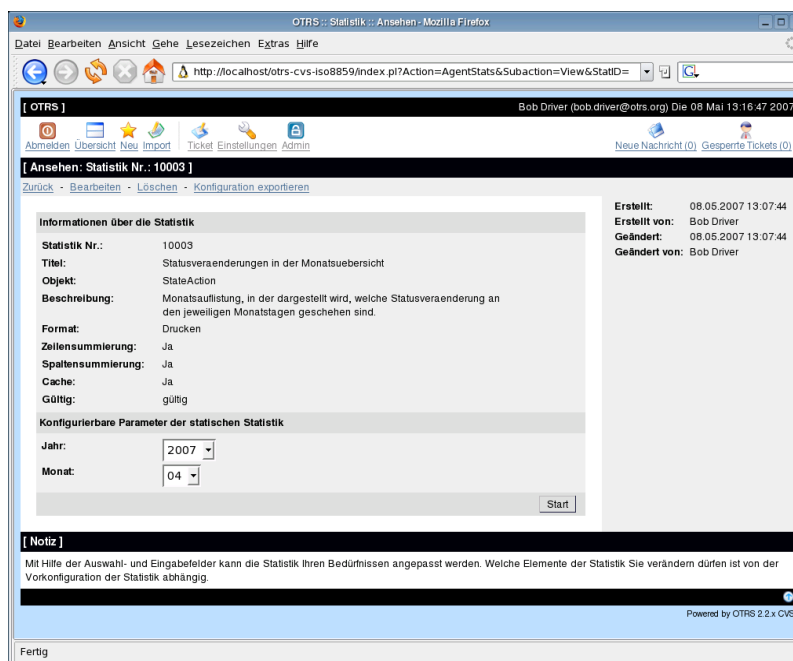 OTRS :: Statistik :: Ansehen - Mozilla Firefox
Datei Bearbeiten Ansicht Gehe Lesezeichen Extras Hilfe
http://localhost/otrs-cvs-iso8859/index.pl?Action=AgentStats&Subaction=View&StatID=
[ OTRS ] Bob Driver (bob.driver@otrs.org) Die 08 Mai 13:16:47 2007
Abmelden Übersicht Neu Import Ticket Einstellungen Admin Neue Nachricht (0) Gesperrte Tickets (0)
[ Ansehen: Statistik Nr.: 10003 ]
Zurück - Bearbeiten - Löschen - Konfiguration exportieren
Informationen über die Statistik
Statistik Nr.: 10003
Titel: Statusveraenderungen in der Monatsuebersicht
Objekt: StateAction
Beschreibung: Monatsauflistung, in der dargestellt wird, welche Statusveraenderung an
den jeweiligen Monatstagen geschehen sind.
Format: Drucken
Zeilensummierung: Ja
Spaltensummierung: Ja
Cache: Ja
Gültig: gültig
Konfigurierbare Parameter der statischen Statistik
Jahr: 2007
Monat: 04
Start
Erstellt: 08.05.2007 13:07:44
Erstellt von: Bob Driver
Geändert: 08.05.2007 13:07:44
Geändert von: Bob Driver
[ Notiz ]
Mit Hilfe der Auswahl- und Eingabefelder kann die Statistik Ihren Bedürfnissen angepasst werden. Welche Elemente der Statistik Sie verändern dürfen ist von der
Vorkonfiguration der Statistik abhängig.
Powered by OTRS 2.2.x CVS
Fertig